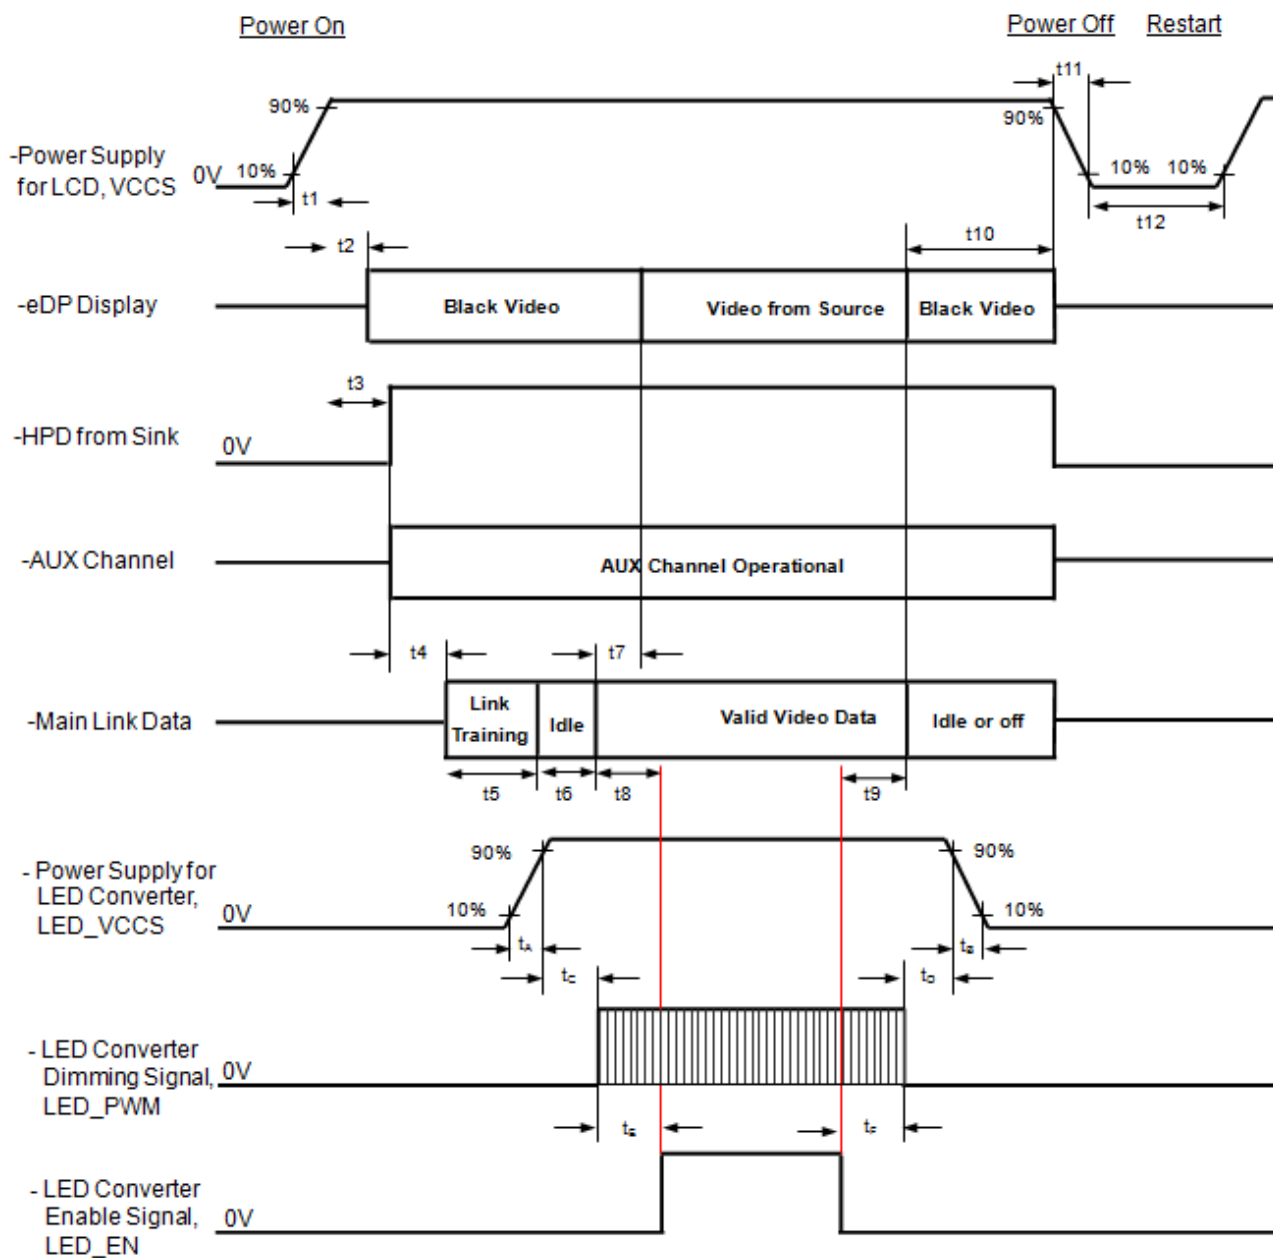 Power On
Power Off
Restart
t11
90%
90%
-Power Supply
for LCD, VCCS
0V
10%
10%
10%
t1
t12
t2
t10
-eDP Display
Black Video
Video from Source
Black Video
t3
-HPD from Sink
0V
-AUX Channel
AUX Channel Operational
t4
t7
-Main Link Data
Link
Training
Idle
Valid Video Data
Idle or off
t5
t6
t8
t9
90%
90%
- Power Supply for
LED Converter,
LED_VCCS
0V
10%
10%
tA
tB
tC
tD
- LED Converter
Dimming Signal,
LED_PWM
0V
tE
tF
- LED Converter
Enable Signal,
LED_EN
0V